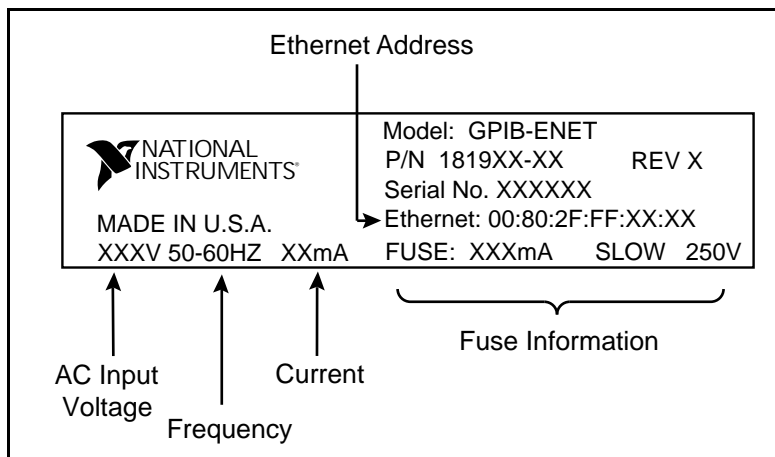 Ethernet Address
NATIONAL
INSTRUMENTS®
MADE IN U.S.A.
XXXV 50-60HZ XXmA
Model: GPIB-ENET
P/N 1819XX-XX REV X
Serial No. XXXXXX
Ethernet: 00:80:2F:FF:XX:XX
FUSE: XXXmA SLOW 250V
AC Input
Voltage
Frequency
Current
Fuse Information